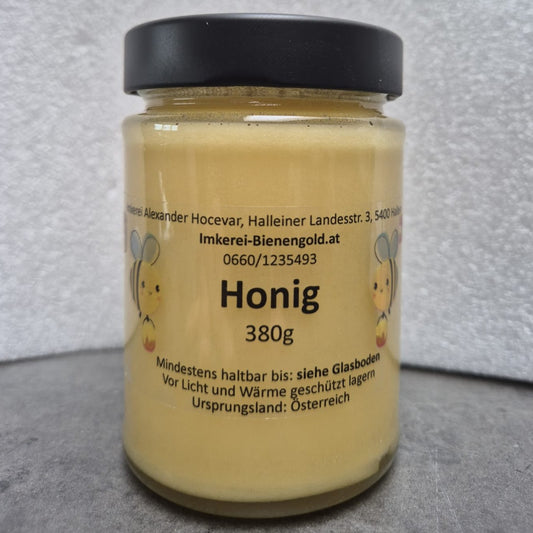 Alexander Hocevar, Halleiner Landesstr. 3, 5400
Imkerei-Bienengold.at
0660/1235493
Honig
380g
Mindestens haltbar bis: siehe Glasboden
Vor Licht und Wärme geschützt lagern
Ursprungsland: Österreich